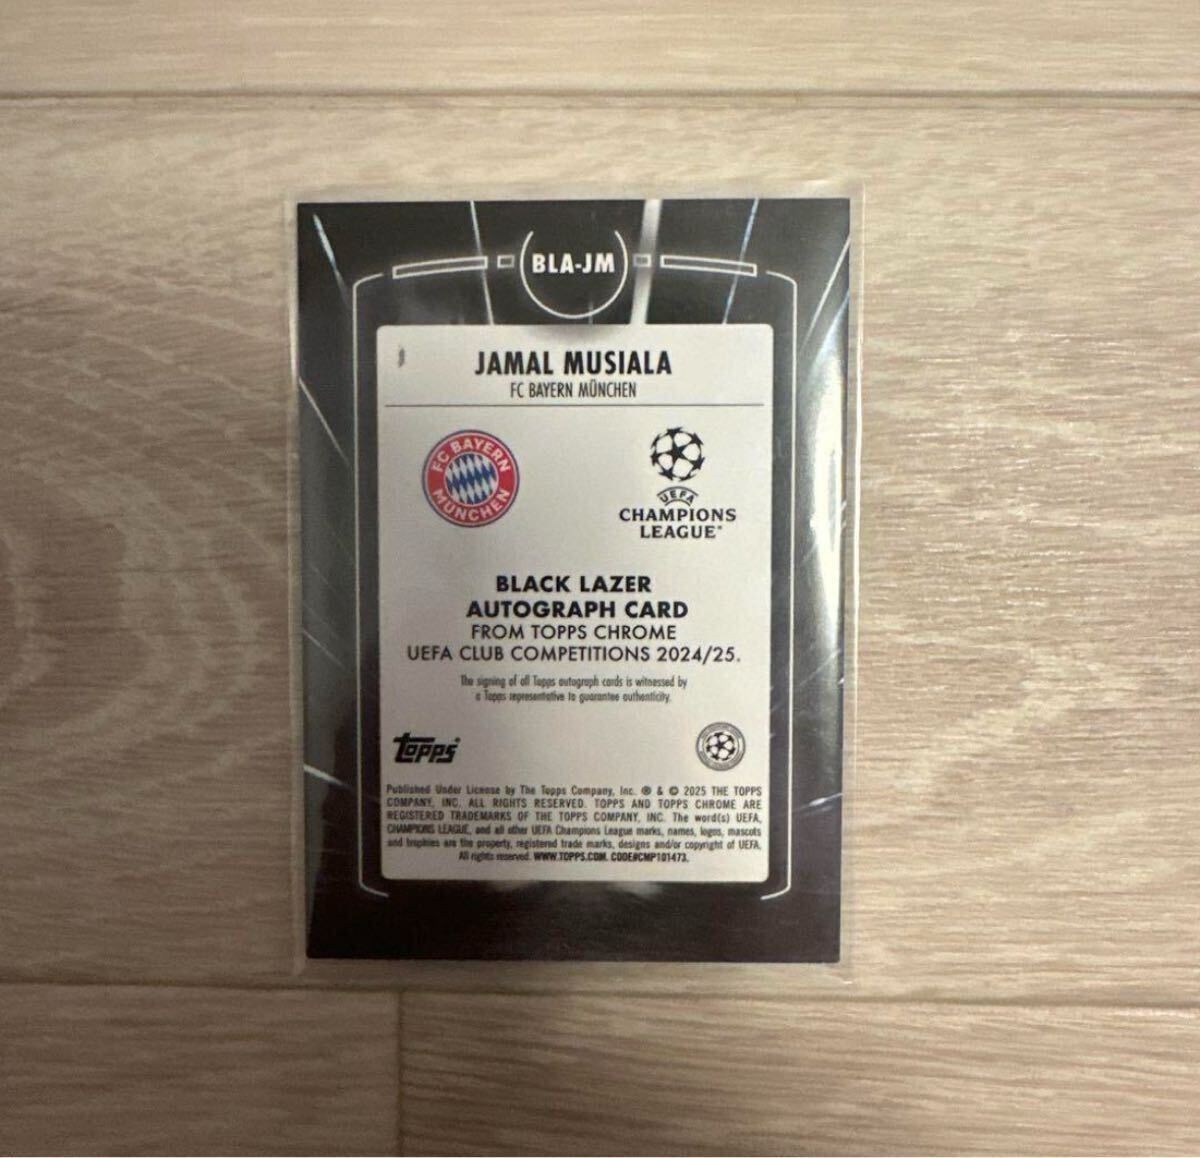 BLA-JM
JAMAL MUSIALA
FC BAYERN MÜNCHEN
FC BAYERN
MÜNCHEN
UEFA
CHAMPIONS
LEAGUE®
BLACK LAZER
AUTOGRAPH CARD
FROM TOPPS CHROME
UEFA CLUB COMPETITIONS 2024/25.
The signing of all Topps autograph cards is witnessed by
a Topps representative to guarantee authenticity.
Topps®
Published Under License by The Topps Company, Inc. ® & © 2025 THE TOPPS
COMPANY, INC. ALL RIGHTS RESERVED. TOPPS AND TOPPS CHROME ARE
REGISTERED TRADEMARKS OF THE TOPPS COMPANY, INC. The word(s) UEFA,
CHAMPIONS LEAGUE, and all other UEFA Champions League marks, names, logos, mascots
and trophies are the property, registered trade marks, designs and/or copyright of UEFA.
All rights reserved. WWW.TOPPS.COM. CODE#CMP101473.